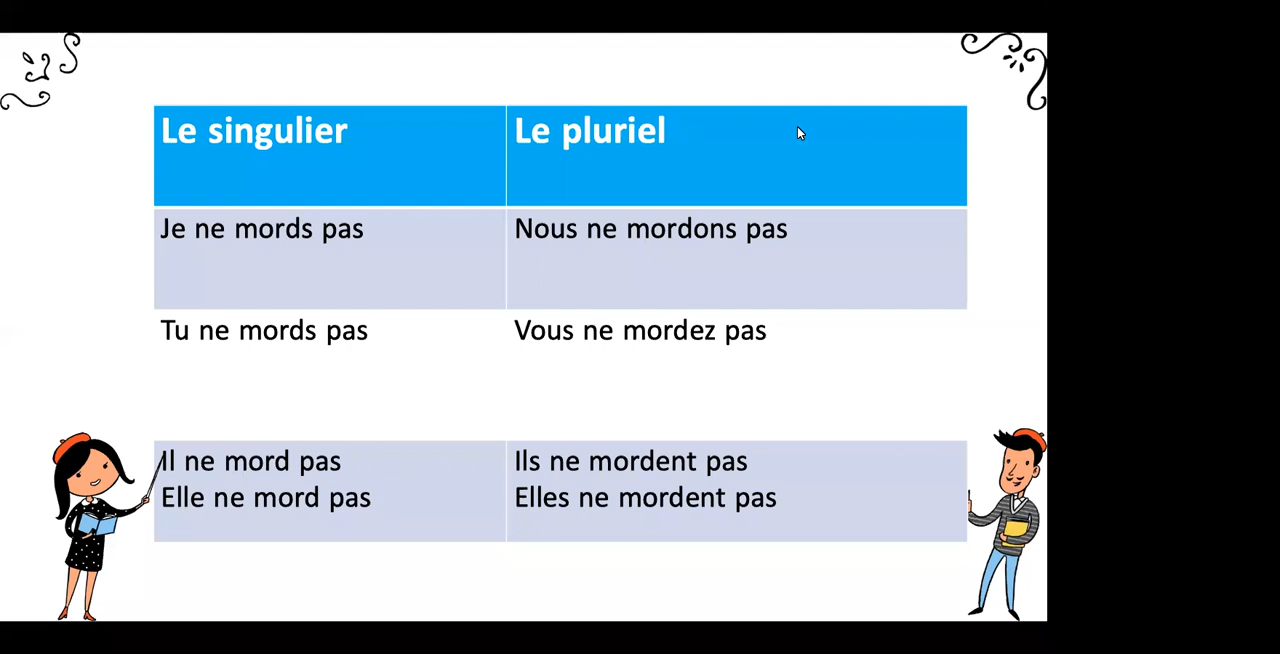 Le singulier
Le pluriel
Je ne mords pas
Nous ne mordons pas
Tu ne mords pas
Vous ne mordez pas
Il ne mord pas
Elle ne mord pas
Ils ne mordent pas
Elles ne mordent pas